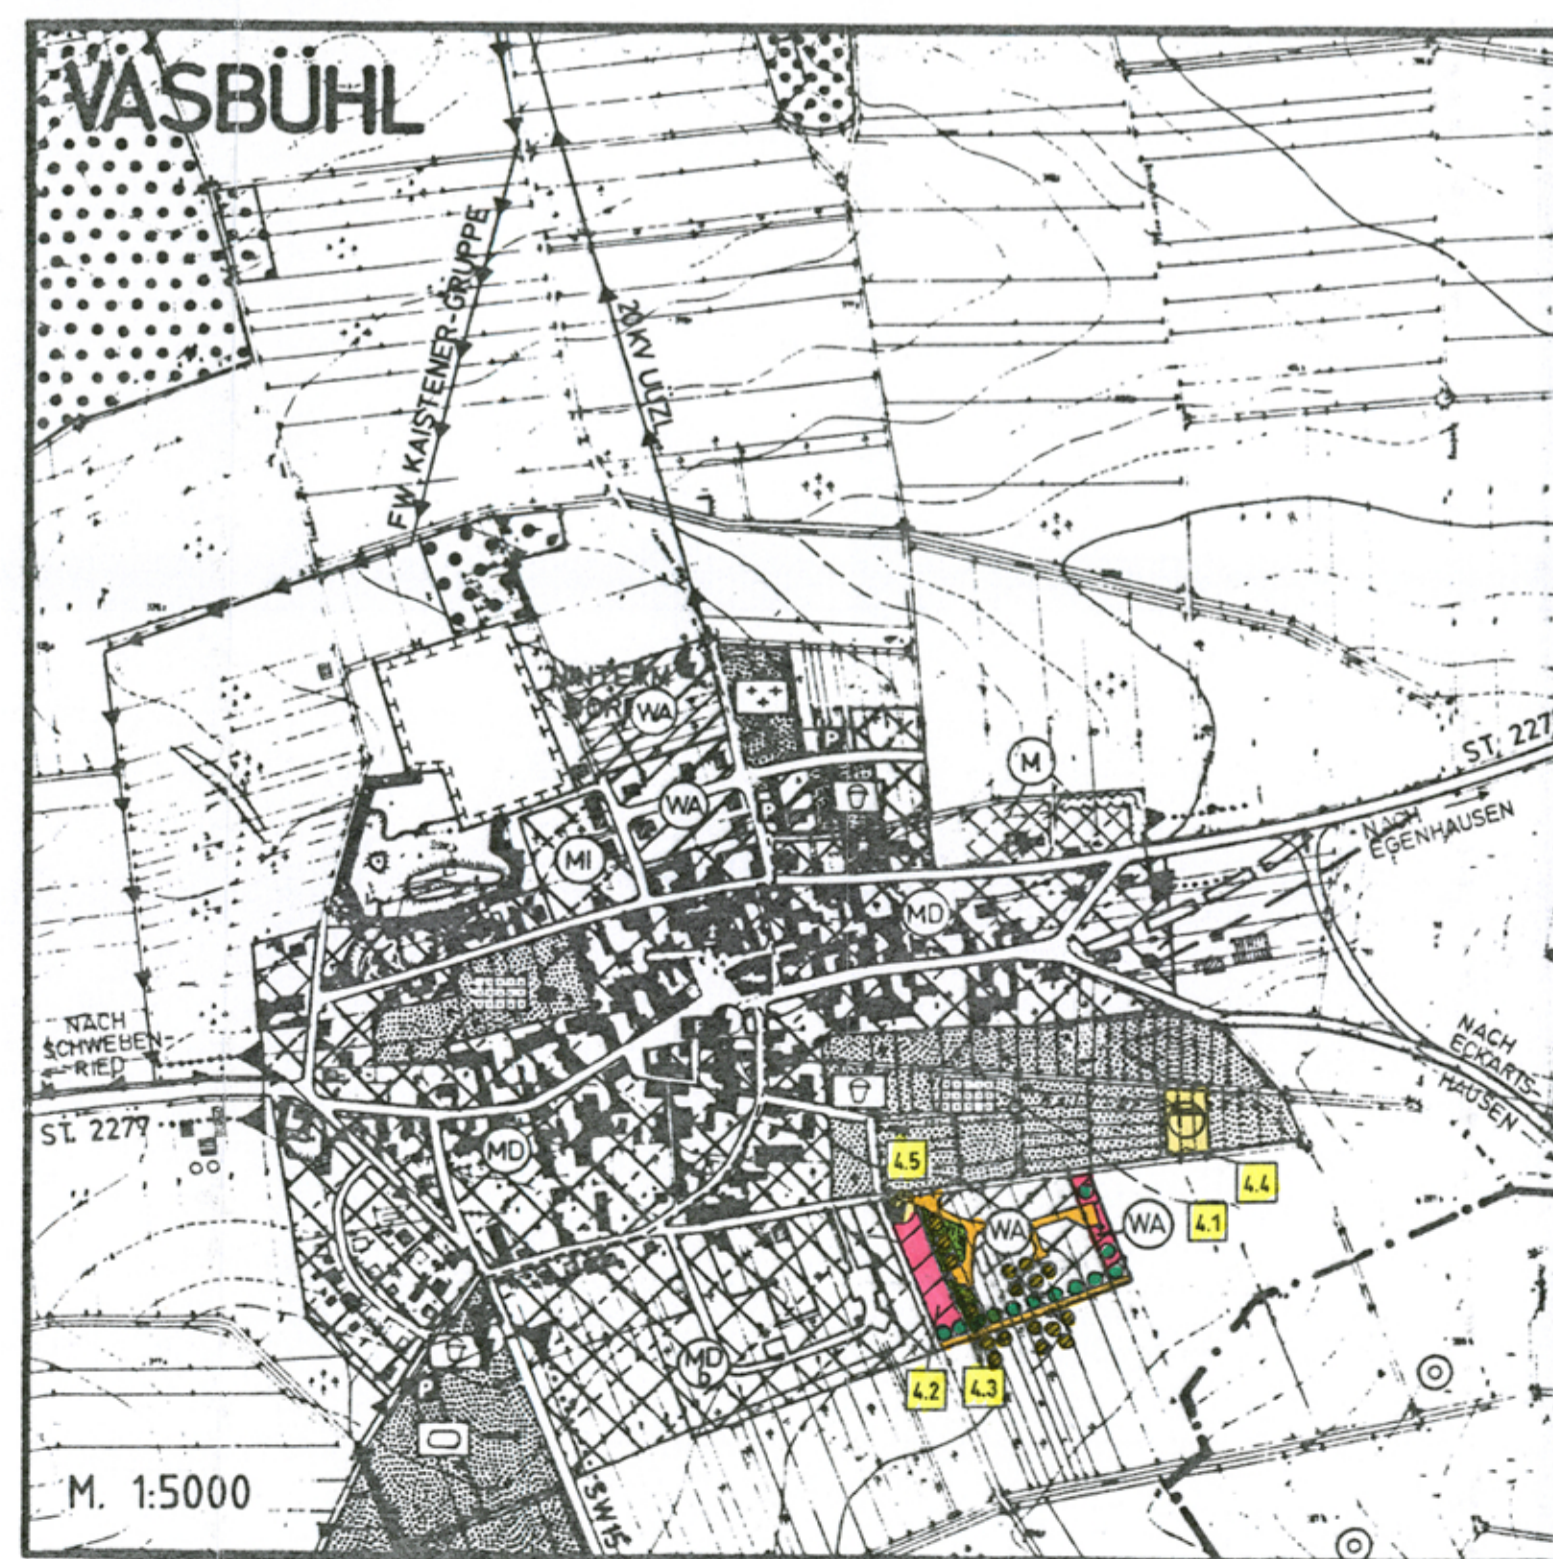 VASBÜHL
FW KAISTENER-GRUPPE
20 KV ÜIZL
WA
P
M
ST. 227
WA
MI
NACH
EGENHAUSEN
MD
NACH
SCHWEBEN-
RIED
NACH
ECKARTS-
HAUSEN
ST. 2277
MD
4.5
4.4
WA
WA
4.1
MD
P
4.2
4.3
M. 1:5000
SW 15